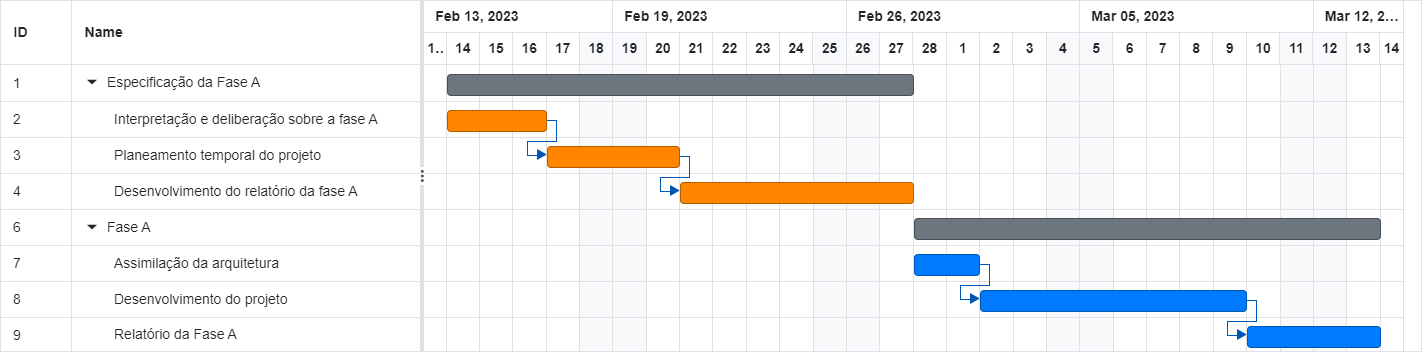 ID Name Feb 13, 2023 Feb 19, 2023 Feb 26, 2023 Mar 05, 2023 Mar 12, 2...
1.. 14 15 16 17 18 19 20 21 22 23 24 25 26 27 28 1 2 3 4 5 6 7 8 9 10 11 12 13 14
1 Especificação da Fase A
2 Interpretação e deliberação sobre a fase A
3 Planeamento temporal do projeto
4 Desenvolvimento do relatório da fase A
6 Fase A
7 Assimilação da arquitetura
8 Desenvolvimento do projeto
9 Relatório da Fase A